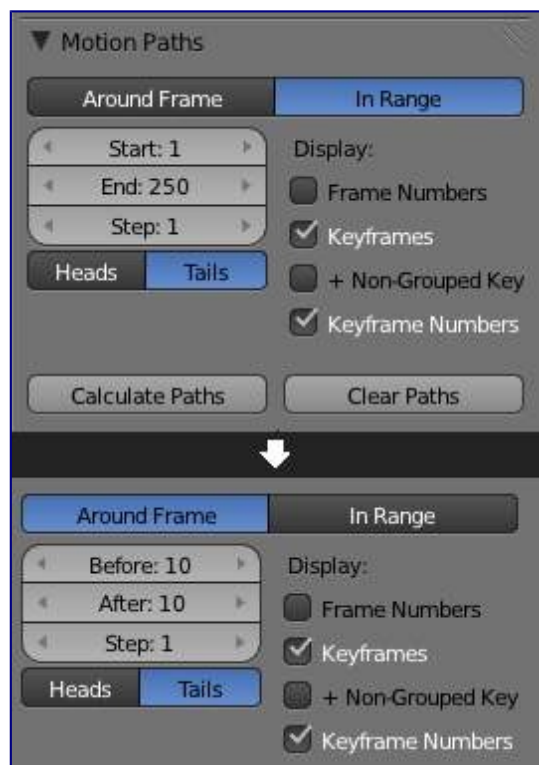 Motion Paths
Around Frame In Range
Start: 1 Display:
End: 250 Frame Numbers
Step: 1 Keyframes
Heads Tails + Non-Grouped Key
Keyframe Numbers
Calculate Paths Clear Paths
Around Frame In Range
Before: 10 Display:
After: 10 Frame Numbers
Step: 1 Keyframes
Heads Tails + Non-Grouped Key
Keyframe Numbers